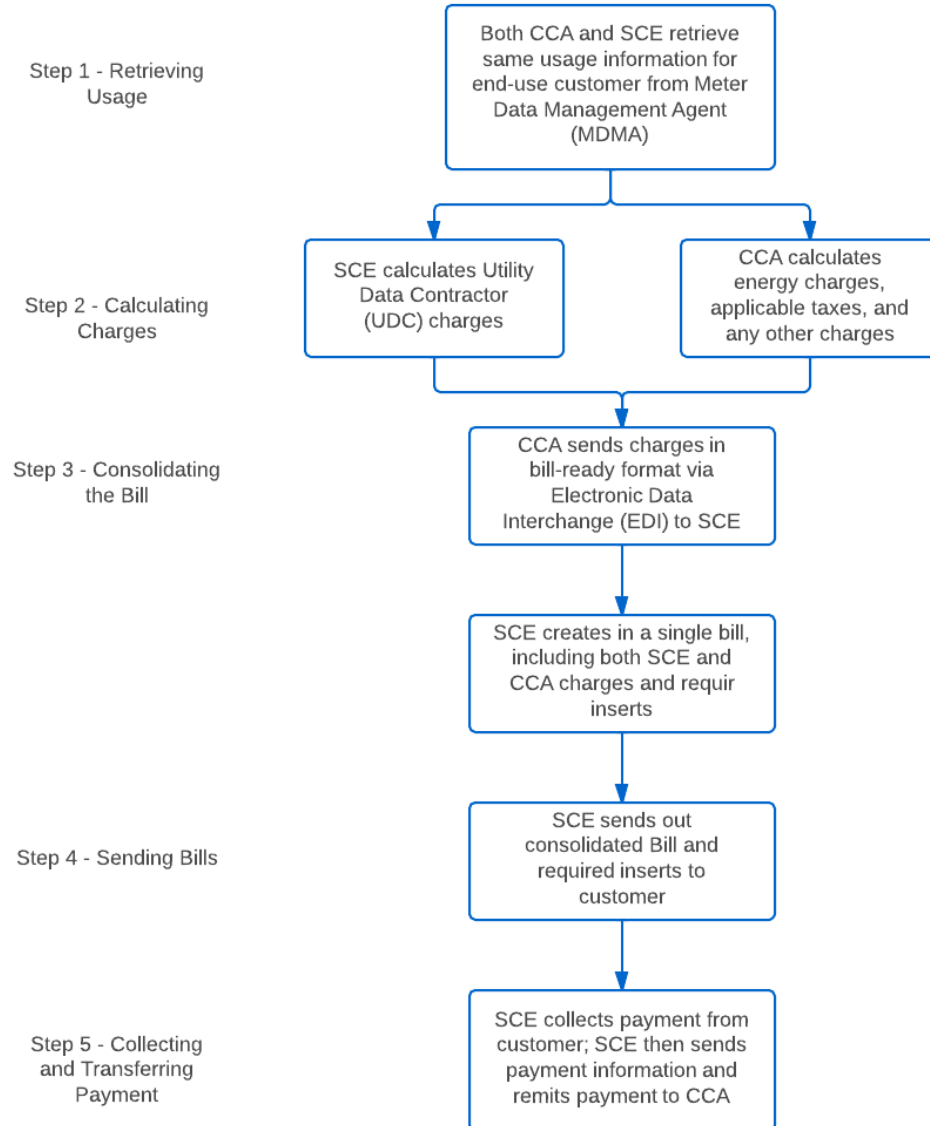 Step 1 - Retrieving
Usage
Both CCA and SCE retrieve
same usage information for
end-use customer from Meter
Data Management Agent
(MDMA)
Step 2 - Calculating
Charges
SCE calculates Utility
Data Contractor
(UDC) charges
CCA calculates
energy charges,
applicable taxes, and
any other charges
Step 3 - Consolidating
the Bill
CCA sends charges in
bill-ready format via
Electronic Data
Interchange (EDI) to SCE
SCE creates in a single bill,
including both SCE and
CCA charges and requir
inserts
Step 4 - Sending Bills
SCE sends out
consolidated Bill and
required inserts to
customer
Step 5 - Collecting
and Transferring
Payment
SCE collects payment from
customer; SCE then sends
payment information and
remits payment to CCA